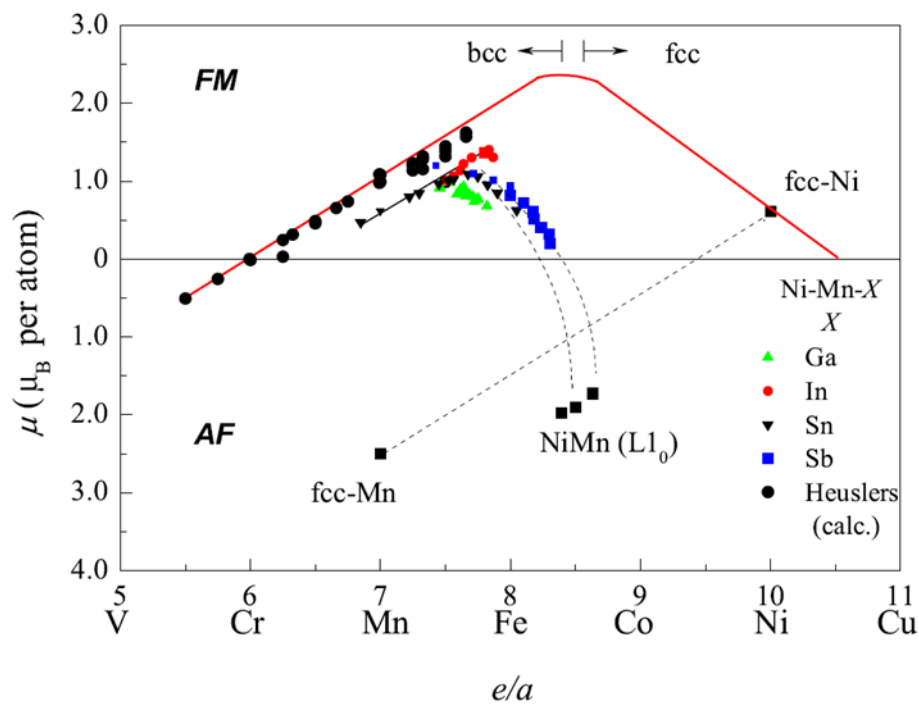 3.0
bcc
fcc
FM
2.0
1.0
fcc-Ni
0
Ni-Mn-X
X
μ (μB per atom)
1.0
Ga
In
2.0
AF
Sn
NiMn (L10)
Sb
fcc-Mn
3.0
Heuslers
(calc.)
4.0
5 6 7 8 9 10 11
V Cr Mn Fe Co Ni Cu
e/a